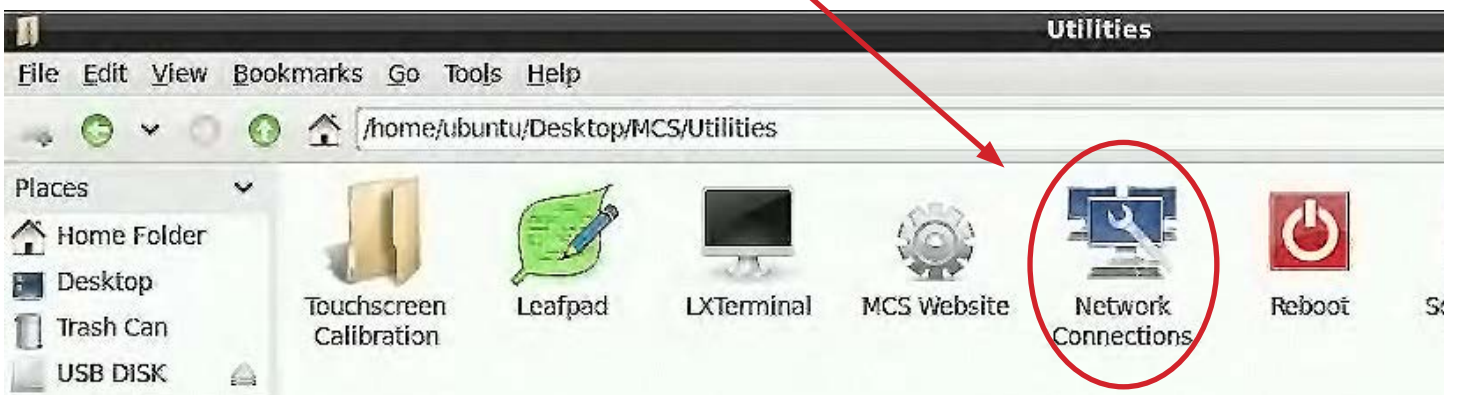 Utilities
File Edit View Bookmarks Go Tools Help
/home/ubuntu/Desktop/MCS/Utilities
Places
Home Folder
Desktop
Trash Can
USB DISK
Touchscreen
Calibration
Leafpad
LXTerminal
MCS Website
Network
Connections
Reboot